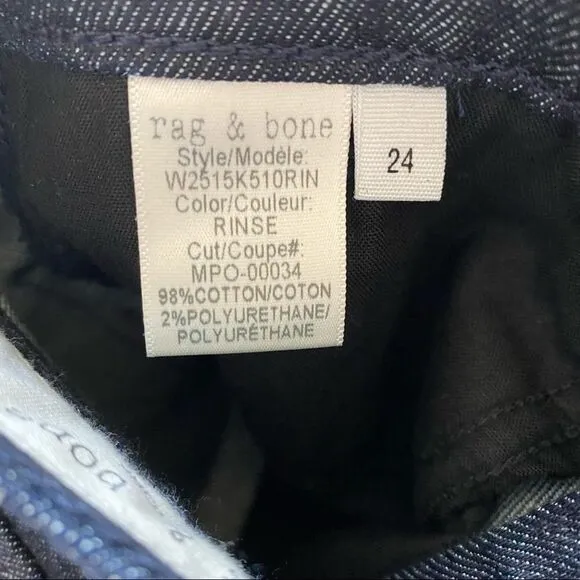 rag & bone
Style/Modèle:
W2515K510RIN
Color/Couleur:
RINSE
Cut/Coupe#:
MPO-00034
98%COTTON/COTON
2%POLYURETHANE/
POLYURÉTHANE
24
bone